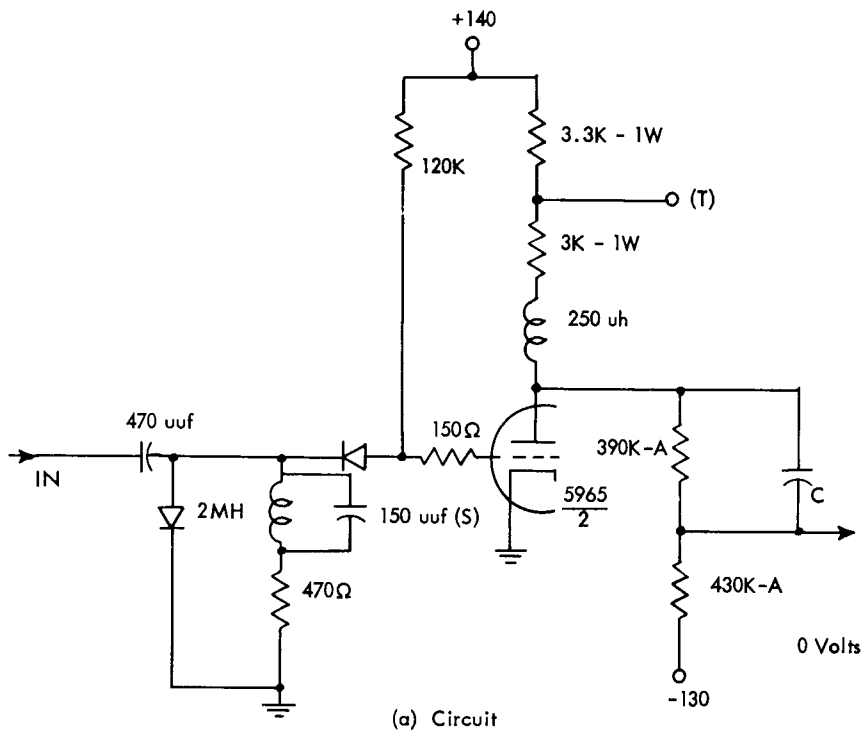 +140
3.3K - 1W
120K
(T)
3K - 1W
250 uh
470 uuf
150Ω
390K-A
IN
5965
2
C
2MH
150 uuf (S)
470Ω
430K-A
0 Volts
-130
(a) Circuit